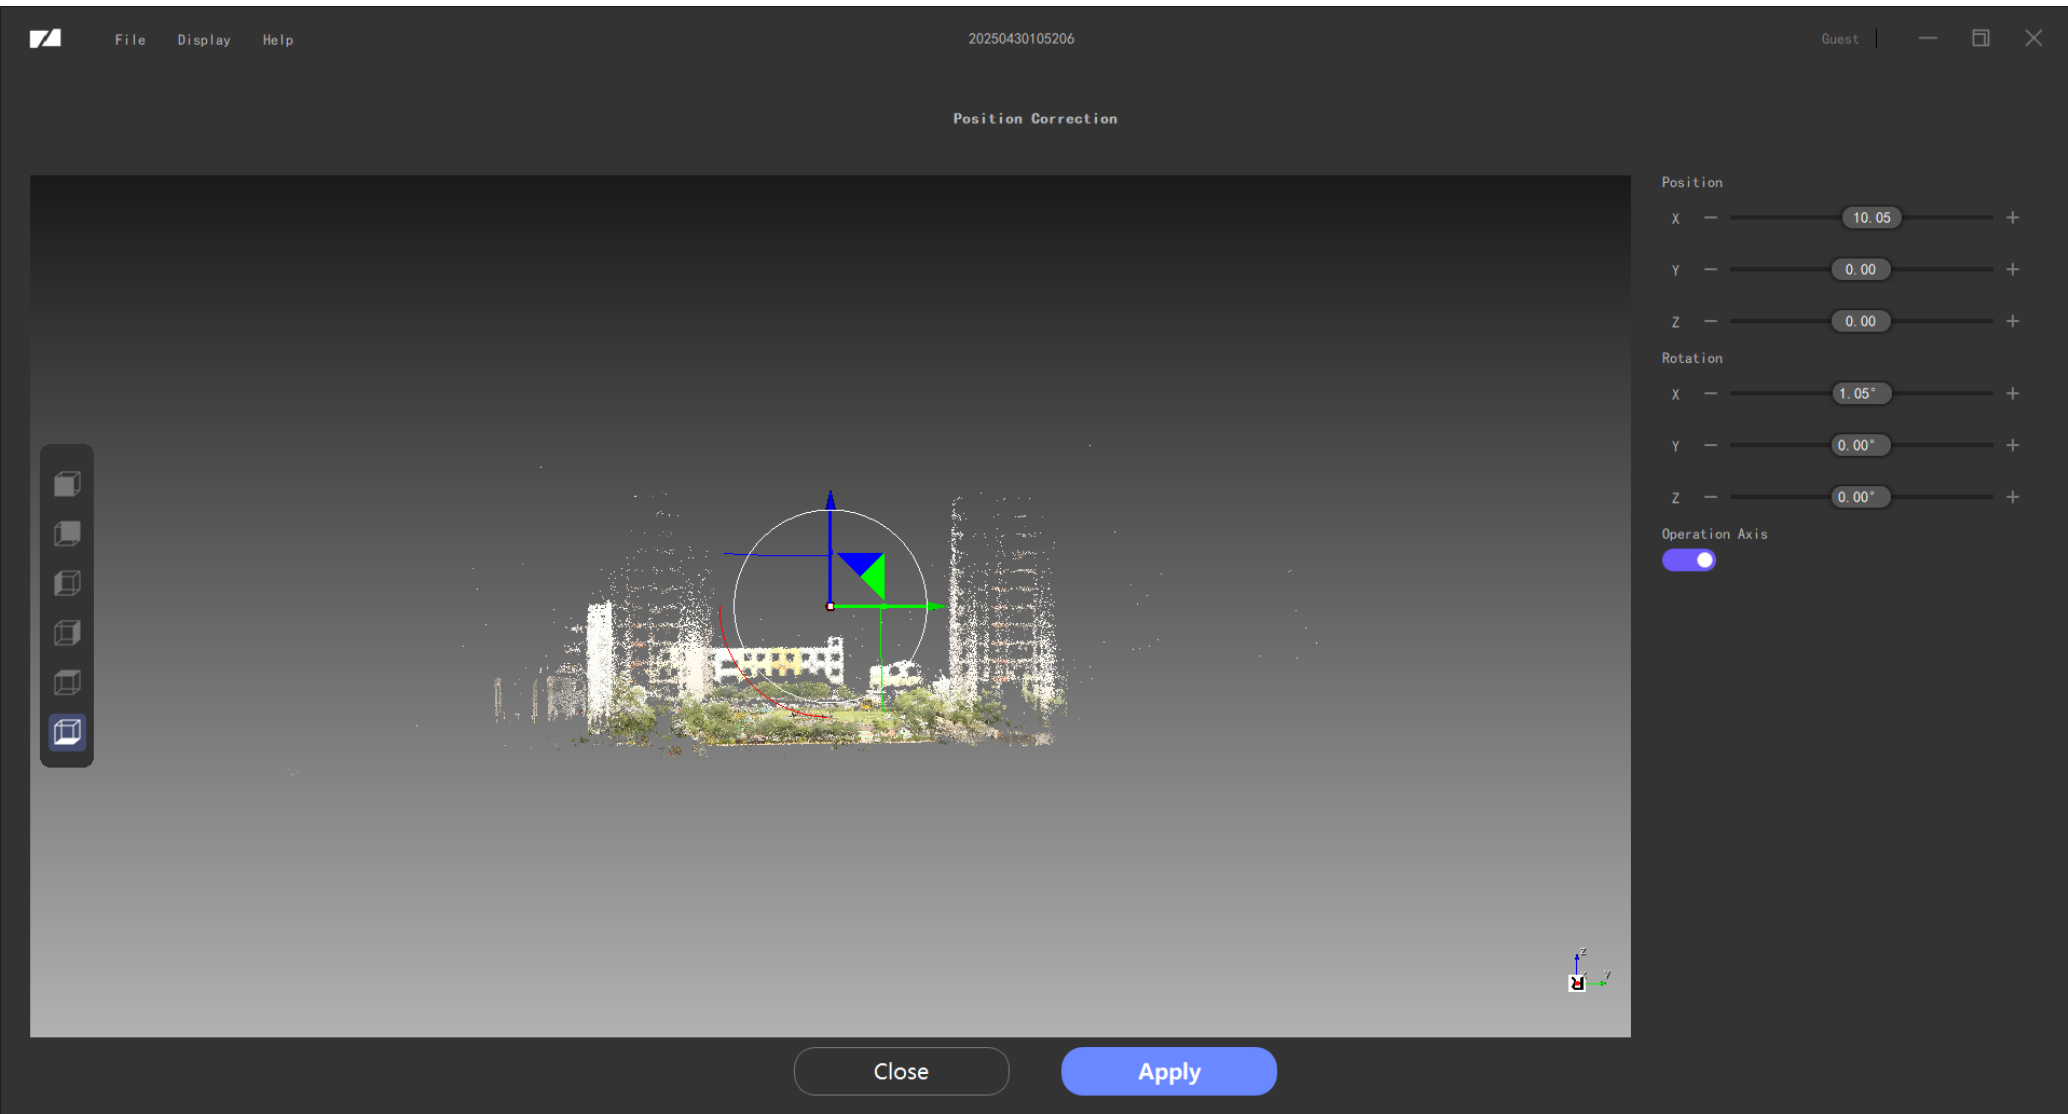 File Display Help 20250430105206 Guest
Position Correction
Position
X 10.05
Y 0.00
Z 0.00
Rotation
X 1.05°
Y 0.00°
Z 0.00°
Operation Axis
z
y
Close Apply